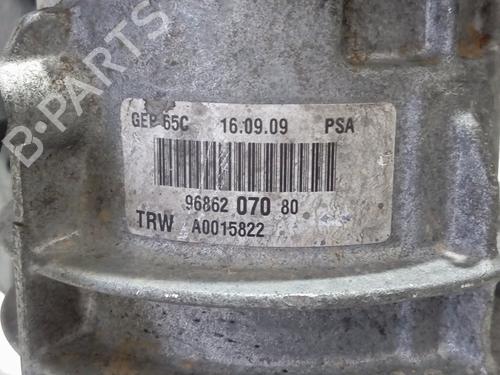 B-PARTS
GEP 65C 16.09.09 PSA
96862 070 80
TRW A0015822